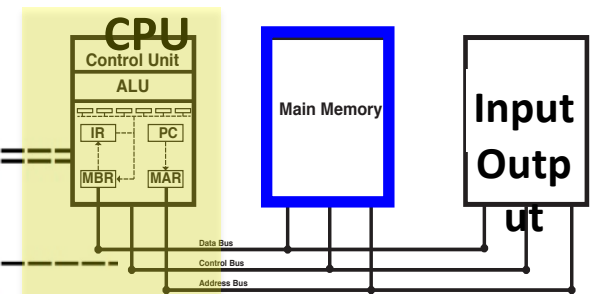 CPU
Control Unit
ALU
IR
PC
MBR
MAR
Main Memory
Input
Outp
ut
Data Bus
Control Bus
Address Bus